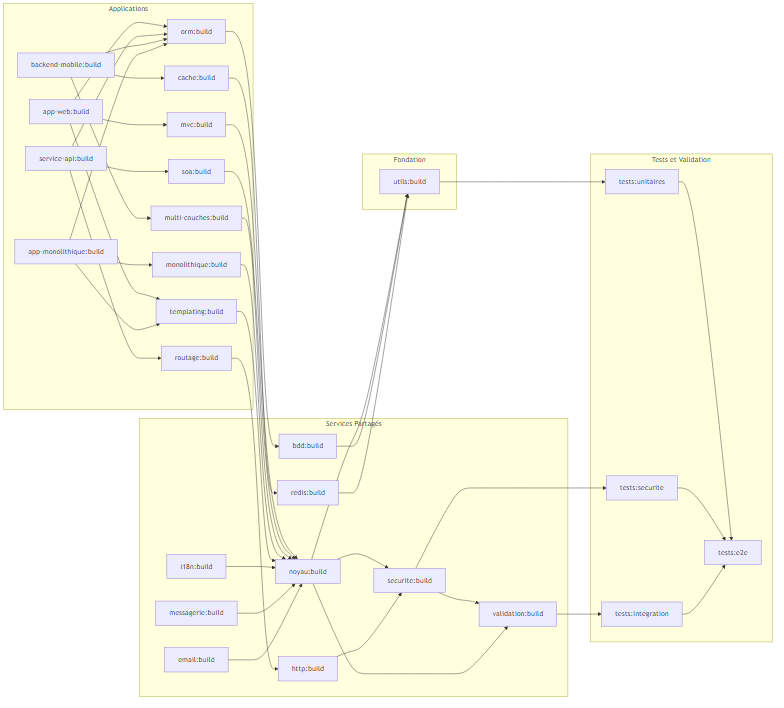 Applications
orm:build
backend-mobile:build
cache:build
app-web:build
mvc:build
service-api:build
soa:build
multi-couches:build
app-monolithique:build
monolithique:build
templating:build
routage:build
Fondation
utils:build
Tests et Validation
tests:unitaires
tests:securite
tests:e2e
tests:integration
Services Partagés
bdd:build
redis:build
i18n:build
noyau:build
securite:build
messagerie:build
validation:build
email:build
http:build